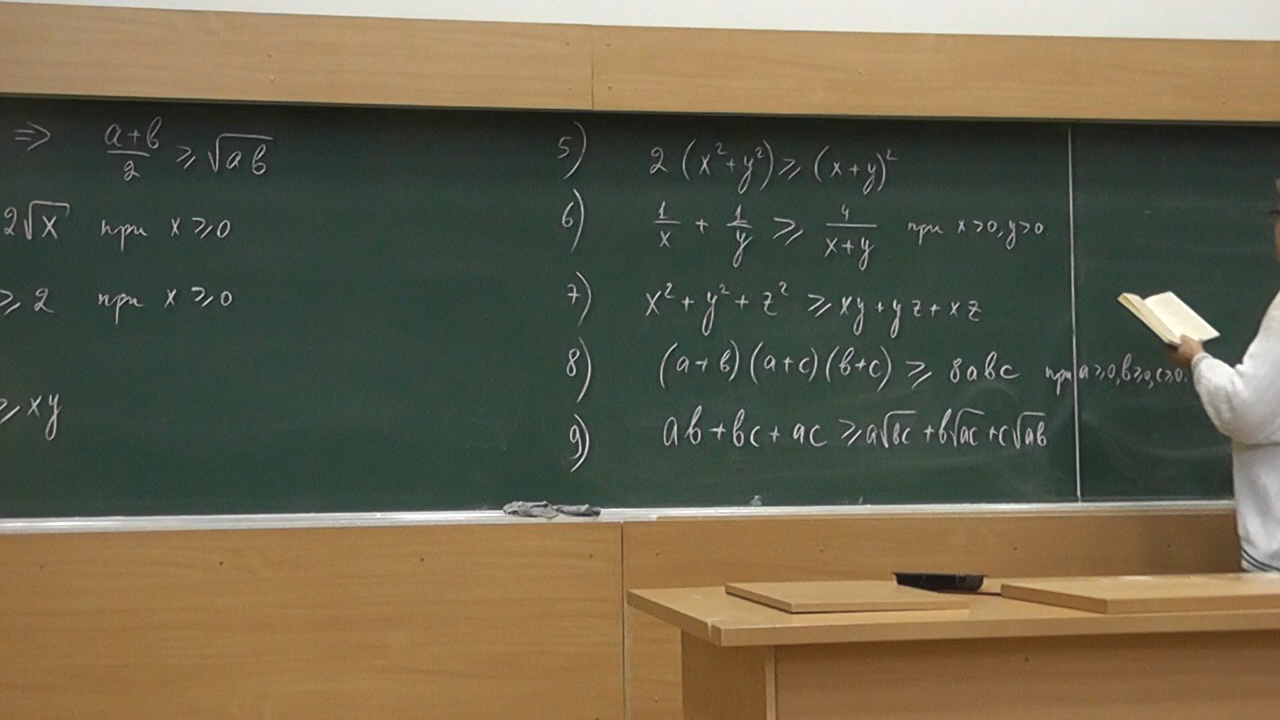 ⇒ (a+b)/2 ⩾ √(ab)
2√x при x ⩾ 0
⩾ 2 при x ⩾ 0
⩾ xy
5) 2(x²+y²) ⩾ (x+y)²
6) 1/x + 1/y ⩾ 4/(x+y) при x>0, y>0
7) x² + y² + z² ⩾ xy + yz + xz
8) (a+b)(a+c)(b+c) ⩾ 8abc при a⩾0, b⩾0, c⩾0.
9) ab+bc+ac ⩾ a√(bc) + b√(ac) + c√(ab)